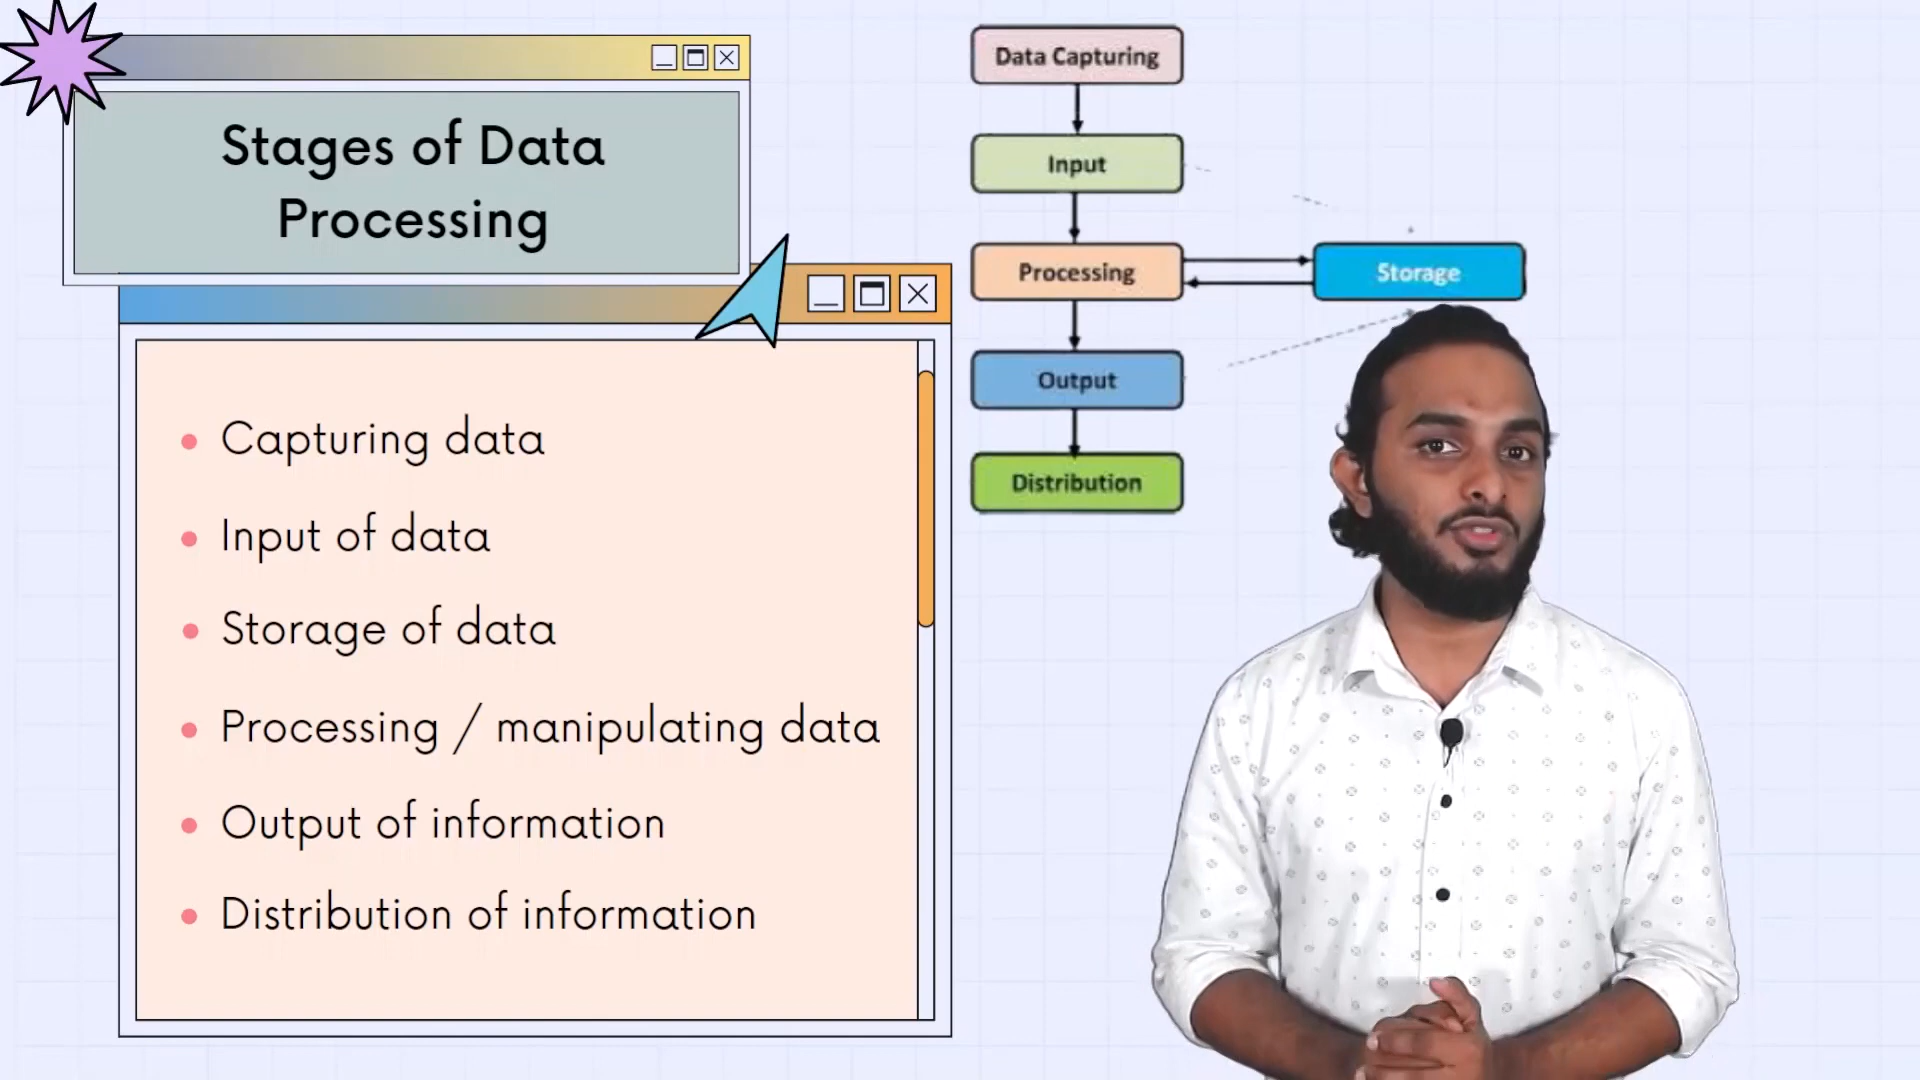 Stages of Data
Processing
Capturing data
Input of data
Storage of data
Processing / manipulating data
Output of information
Distribution of information
Data Capturing
Input
Processing
Storage
Output
Distribution